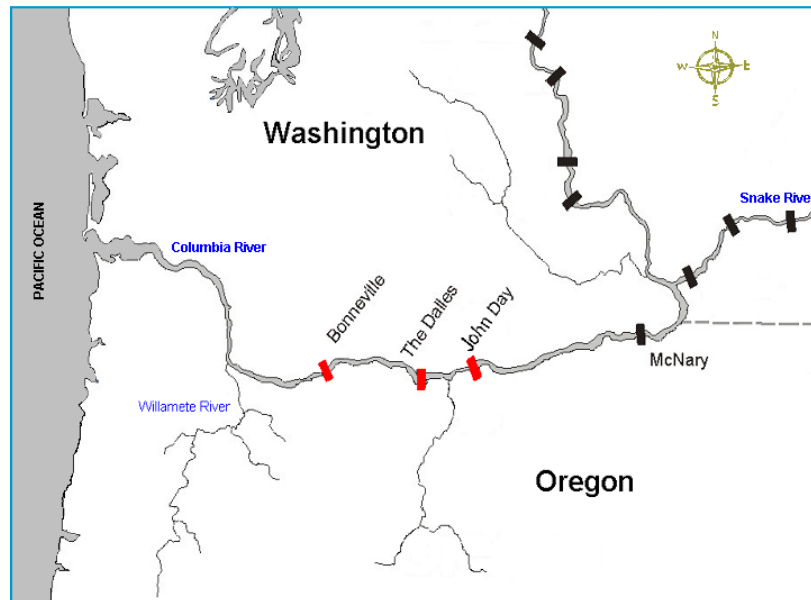 N
W E
S
Washington
Snake River
PACIFIC OCEAN
Columbia River
Bonneville
The Dalles
John Day
McNary
Willamete River
Oregon